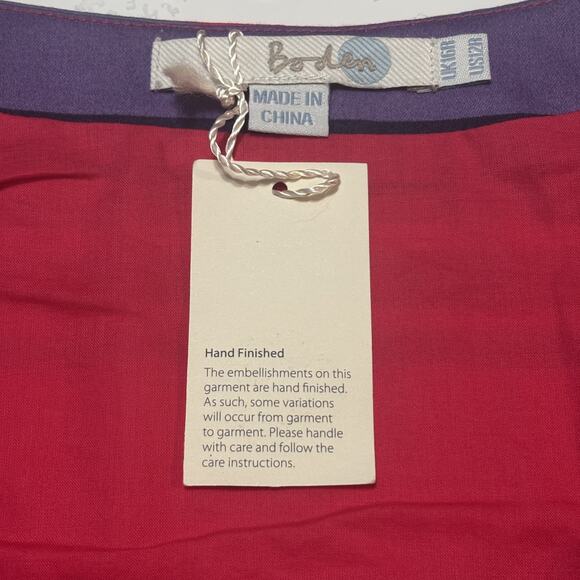 Boden
UK16R
US12R
MADE IN
CHINA
Hand Finished
The embellishments on this
garment are hand finished.
As such, some variations
will occur from garment
to garment. Please handle
with care and follow the
care instructions.